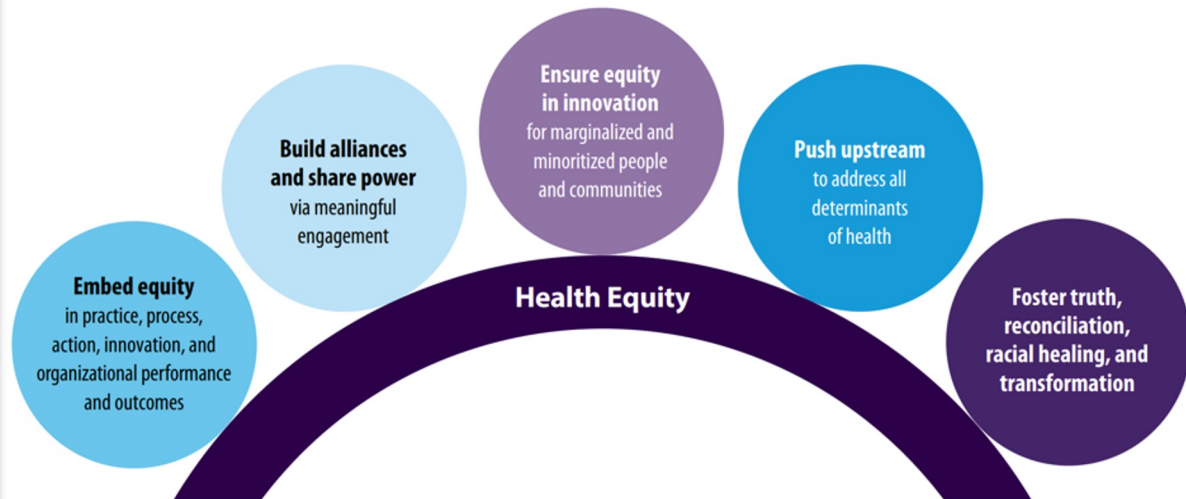 Embed equity
in practice, process,
action, innovation, and
organizational performance
and outcomes
Build alliances
and share power
via meaningful
engagement
Ensure equity
in innovation
for marginalized and
minoritized people
and communities
Push upstream
to address all
determinants
of health
Foster truth,
reconciliation,
racial healing, and
transformation
Health Equity